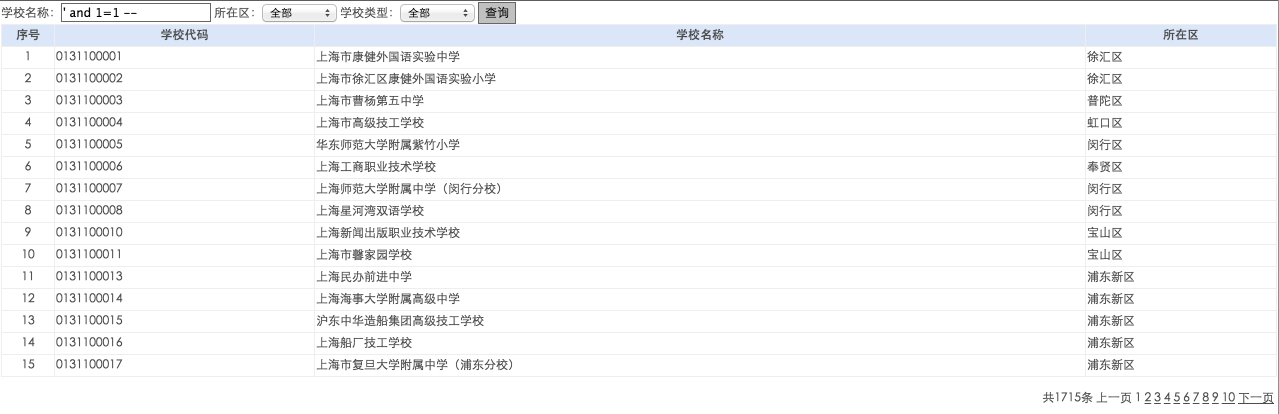 学校名称: ' and 1=1 -- 所在区: 全部 学校类型: 全部 查询
序号 学校代码 学校名称 所在区
1 0131100001 上海市康健外国语实验中学 徐汇区
2 0131100002 上海市徐汇区康健外国语实验小学 徐汇区
3 0131100003 上海市曹杨第五中学 普陀区
4 0131100004 上海市高级技工学校 虹口区
5 0131100005 华东师范大学附属紫竹小学 闵行区
6 0131100006 上海工商职业技术学校 奉贤区
7 0131100007 上海师范大学附属中学（闵行分校） 闵行区
8 0131100008 上海星河湾双语学校 闵行区
9 0131100010 上海新闻出版职业技术学校 宝山区
10 0131100011 上海市馨家园学校 宝山区
11 0131100013 上海民办前进中学 浦东新区
12 0131100014 上海海事大学附属高级中学 浦东新区
13 0131100015 沪东中华造船集团高级技工学校 浦东新区
14 0131100016 上海船厂技工学校 浦东新区
15 0131100017 上海市复旦大学附属中学（浦东分校） 浦东新区
共1715条 上一页 1 2 3 4 5 6 7 8 9 10 下一页